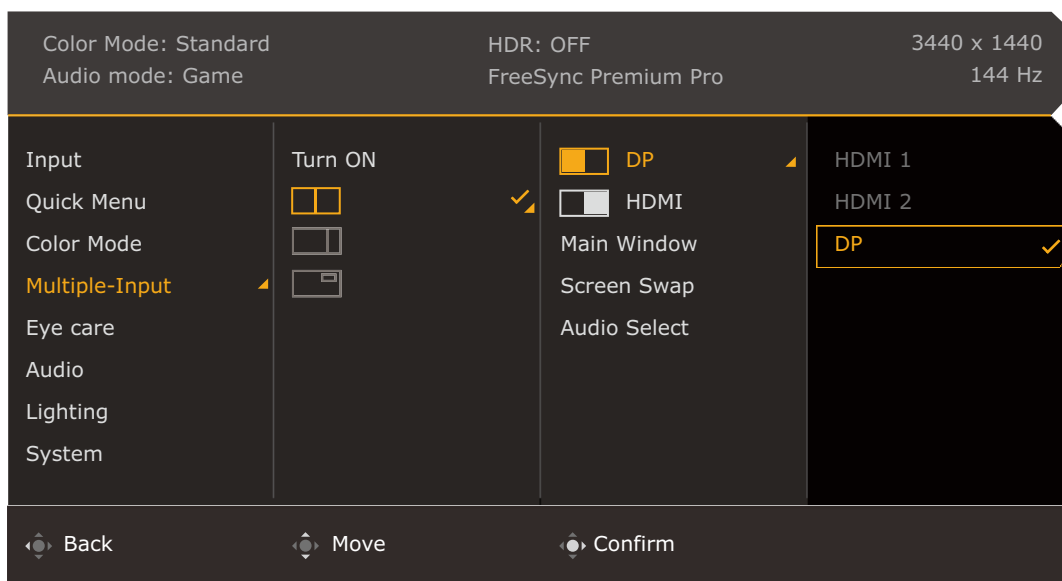 Color Mode: Standard
HDR: OFF
3440 x 1440
Audio mode: Game
FreeSync Premium Pro
144 Hz
Input
Quick Menu
Color Mode
Multiple-Input
Eye care
Audio
Lighting
System
Turn ON
DP
HDMI
Main Window
Screen Swap
Audio Select
HDMI 1
HDMI 2
DP
Back
Move
Confirm